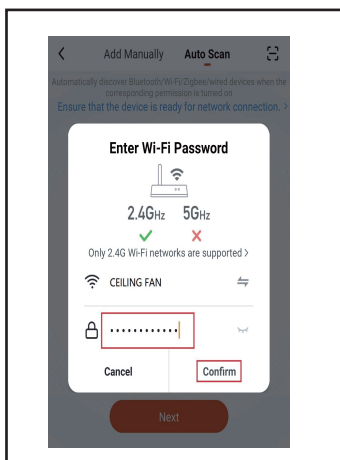 Add Manually Auto Scan
Automatically discover Bluetooth/Wi-Fi/Zigbee/wired devices when the
corresponding permission is turned on
Ensure that the device is ready for network connection. >
Enter Wi-Fi Password
2.4GHz 5GHz
Only 2.4G Wi-Fi networks are supported >
CEILING FAN
••••••••••••
Cancel Confirm
Next